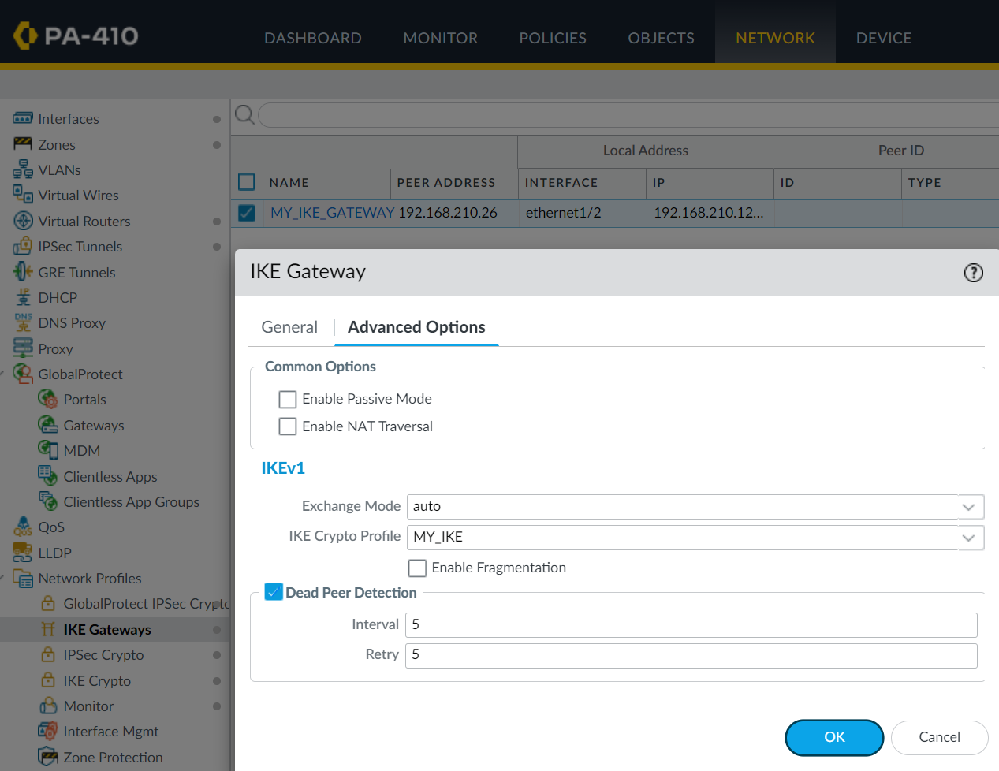 PA-410
DASHBOARD MONITOR POLICIES OBJECTS NETWORK DEVICE
Interfaces
Zones
VLANs
Virtual Wires
Virtual Routers
IPSec Tunnels
GRE Tunnels
DHCP
DNS Proxy
Proxy
GlobalProtect
Portals
Gateways
MDM
Clientless Apps
Clientless App Groups
QoS
LLDP
Network Profiles
GlobalProtect IPSec Crypto
IKE Gateways
IPSec Crypto
IKE Crypto
Monitor
Interface Mgmt
Zone Protection
Local Address Peer ID
NAME PEER ADDRESS INTERFACE IP ID TYPE
MY_IKE_GATEWAY 192.168.210.26 ethernet1/2 192.168.210.12...
IKE Gateway
General Advanced Options
Common Options
Enable Passive Mode
Enable NAT Traversal
IKEv1
Exchange Mode auto
IKE Crypto Profile MY_IKE
Enable Fragmentation
Dead Peer Detection
Interval 5
Retry 5
OK Cancel